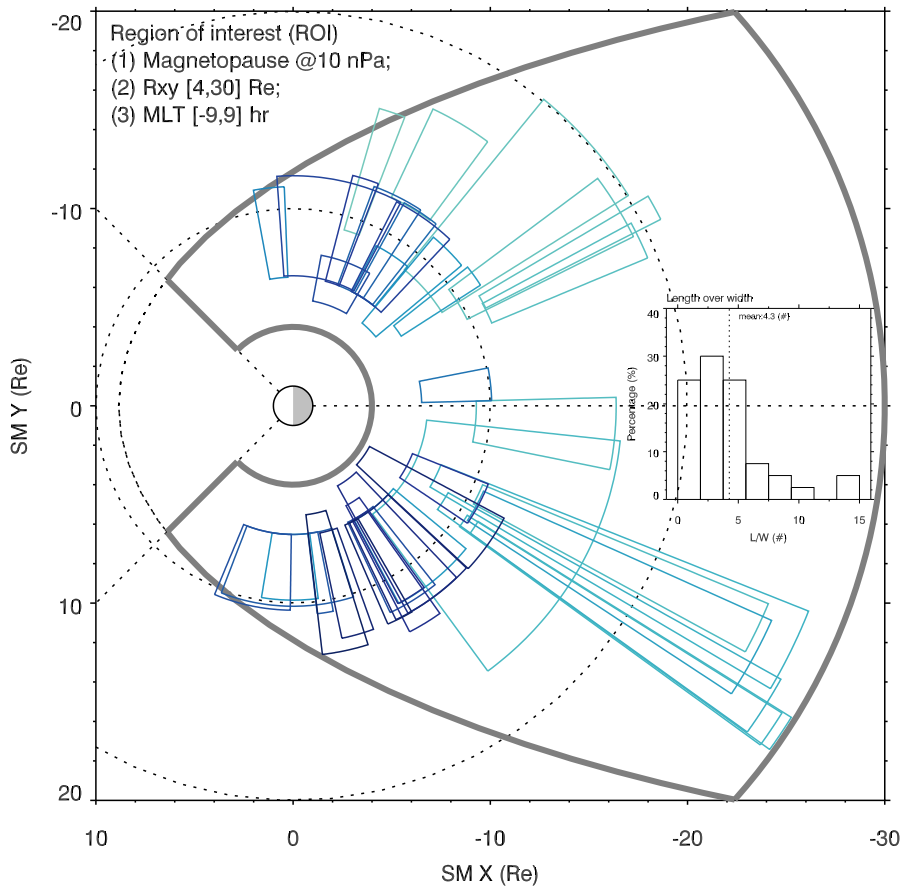 -20
Region of interest (ROI)
(1) Magnetopause @10 nPa;
(2) Rxy [4,30] Re;
(3) MLT [-9,9] hr
-10
SM Y (Re)
0
10
20
Length over width
mean:4.3 (#)
40
30
20
10
0
Percentage (%)
0 5 10 15
L/W (#)
10 0 -10 -20 -30
SM X (Re)